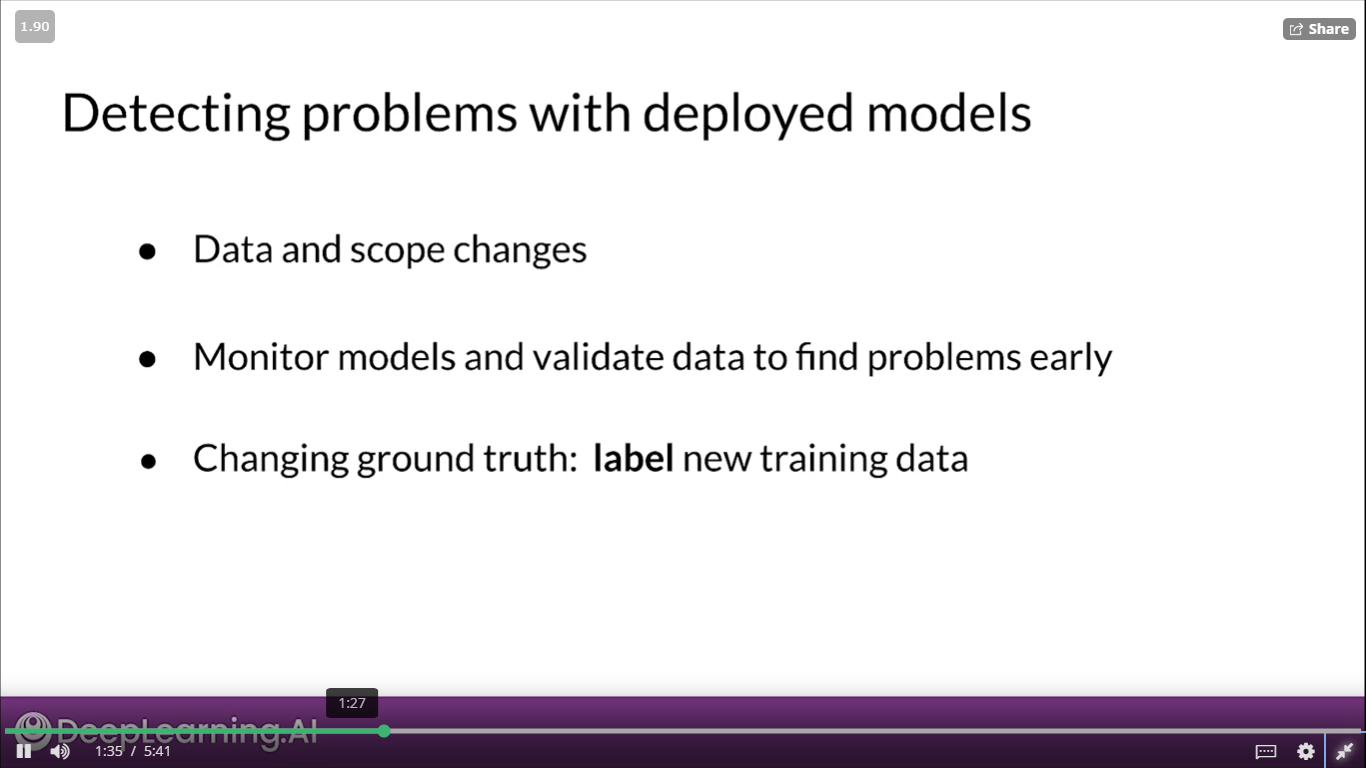 1.90
Share
Detecting problems with deployed models
● Data and scope changes
● Monitor models and validate data to find problems early
● Changing ground truth: label new training data
1:27
DeepLearning.AI
1:35 / 5:41